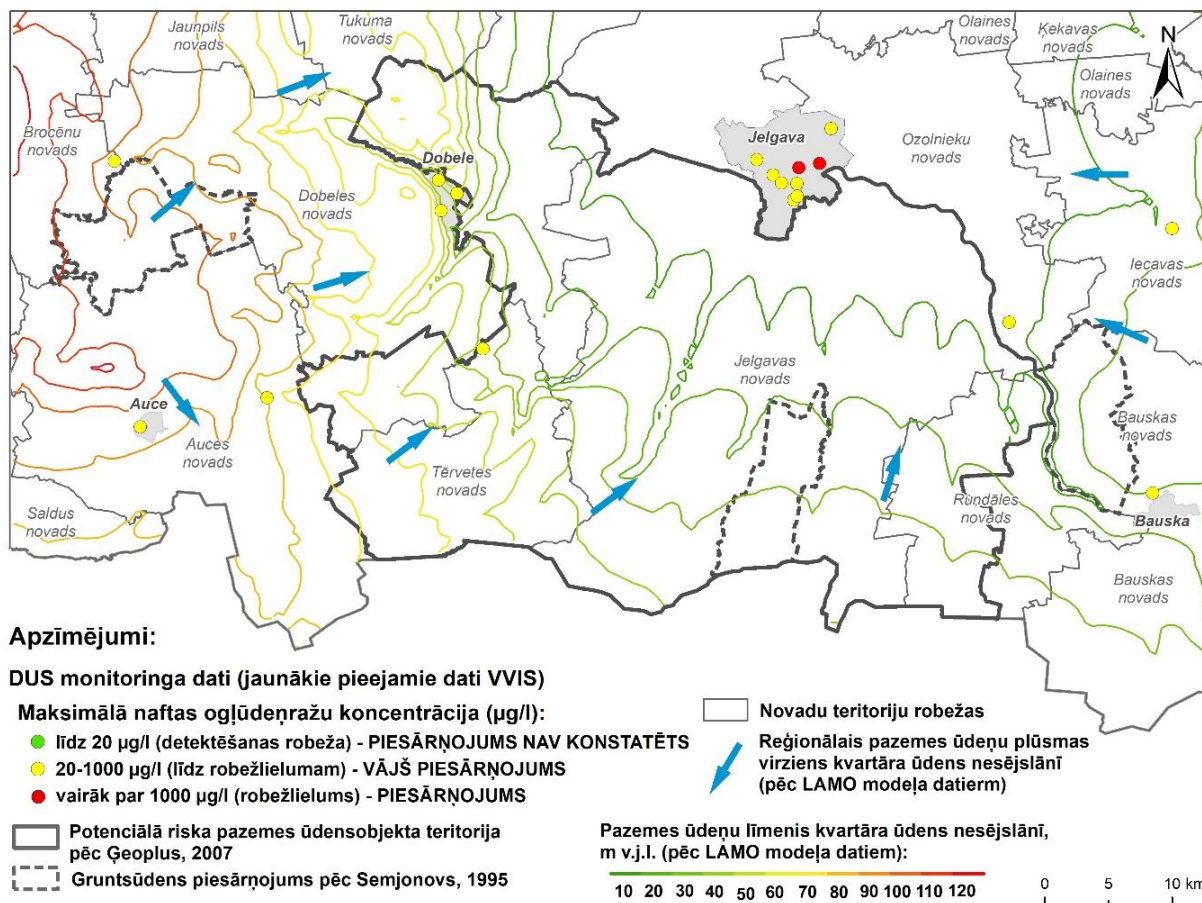 Jaunpils
novads
Tukuma
novads
Olaines
novads
Ķekavas
novads
N
Olaines
novads
Brocēnu
novads
Dobele
Jelgava
Ozolnieku
novads
Dobeles
novads
Iecavas
novads
Jelgavas
novads
Auce
Auces
novads
Bauskas
novads
Tērvetes
novads
Saldus
novads
Rundāles
novads
Bauska
Bauskas
novads
Apzīmējumi:
DUS monitoringa dati (jaunākie pieejamie dati VVIS)
Maksimālā naftas ogļūdeņražu koncentrācija (µg/l):
līdz 20 µg/l (detektēšanas robeža) - PIESĀRŅOJUMS NAV KONSTATĒTS
20-1000 µg/l (līdz robežlielumam) - VĀJŠ PIESĀRŅOJUMS
vairāk par 1000 µg/l (robežlielums) - PIESĀRŅOJUMS
Potenciālā riska pazemes ūdensobjekta teritorija
pēc Ģeoplus, 2007
Gruntsūdens piesārņojums pēc Semjonovs, 1995
Novadu teritoriju robežas
Reģionālais pazemes ūdeņu plūsmas
virziens kvartāra ūdens nesējslānī
(pēc LAMO modeļa datierm)
Pazemes ūdeņu līmenis kvartāra ūdens nesējslānī,
m v.j.l. (pēc LAMO modeļa datiem):
10 20 30 40 50 60 70 80 90 100 110 120
0 5 10 km